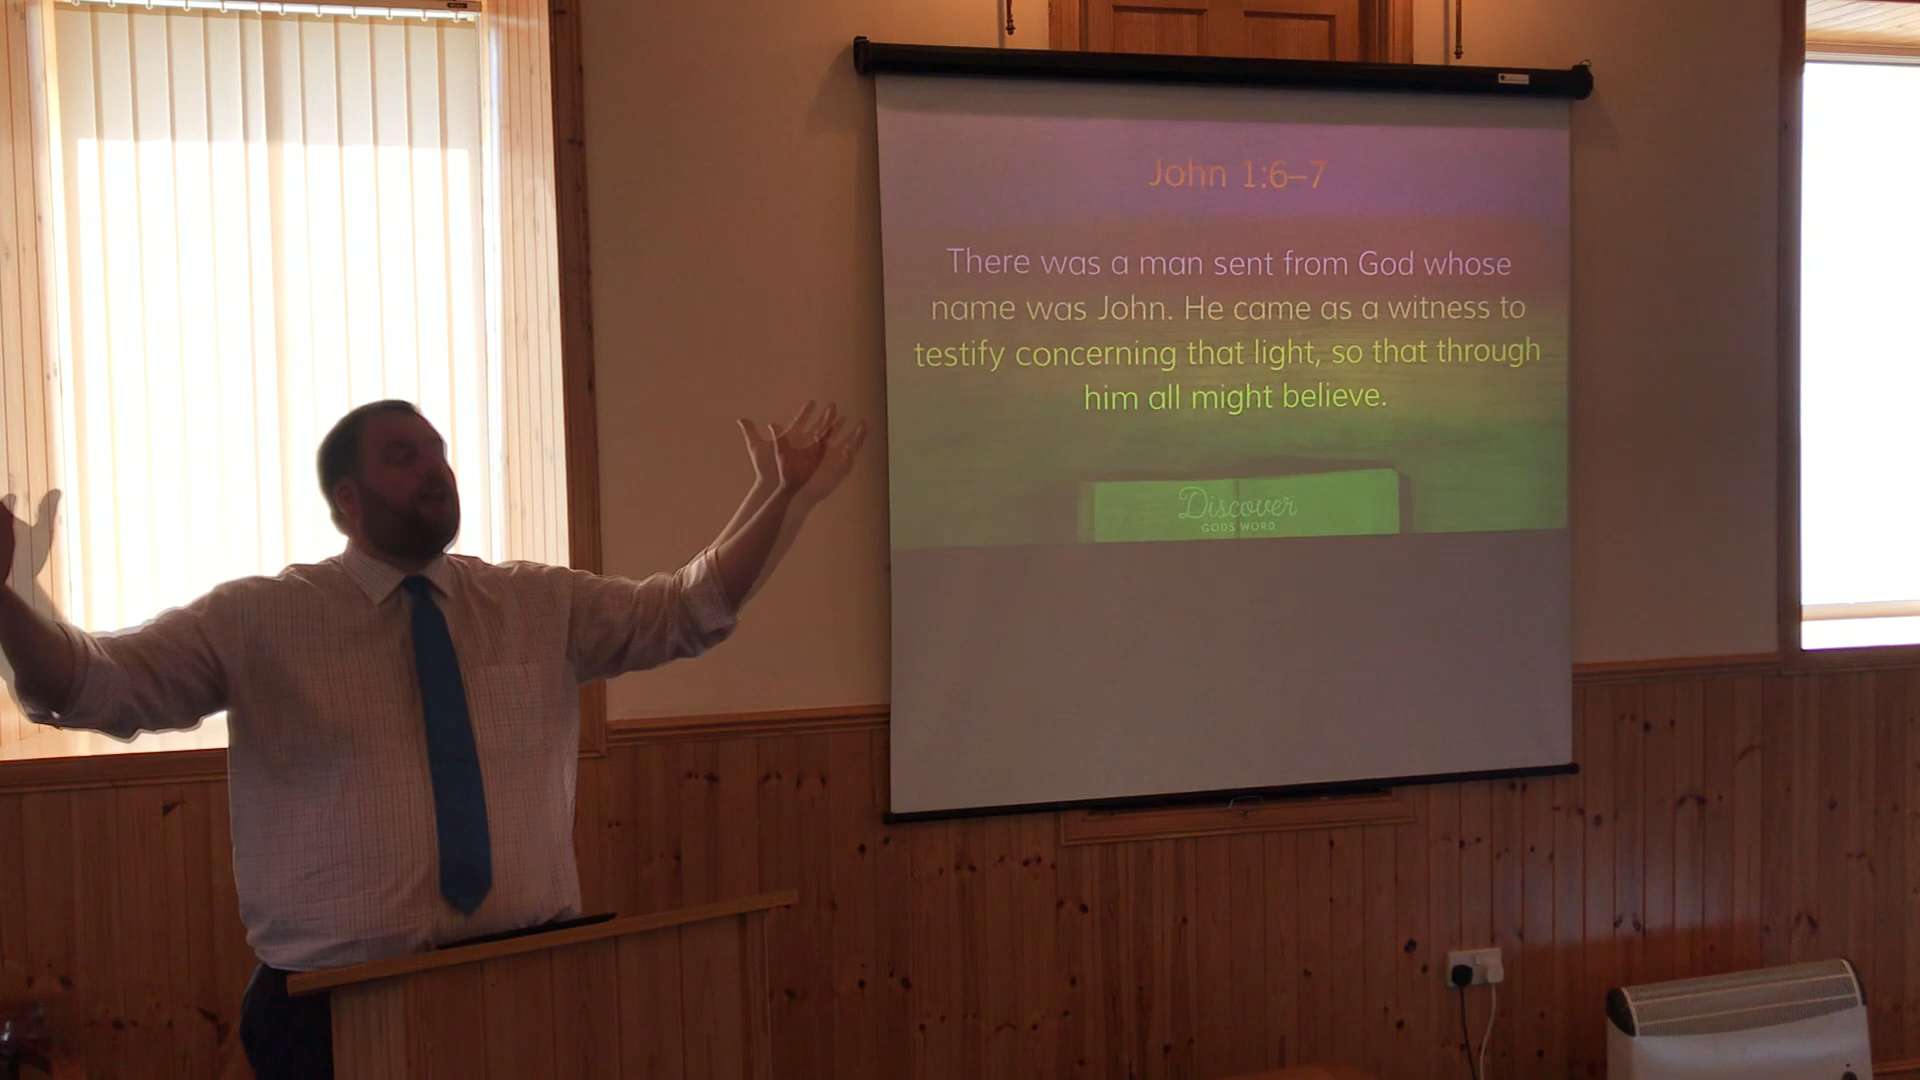 John 1:6–7
There was a man sent from God whose
name was John. He came as a witness to
testify concerning that light, so that through
him all might believe.
Discover
GODS WORD